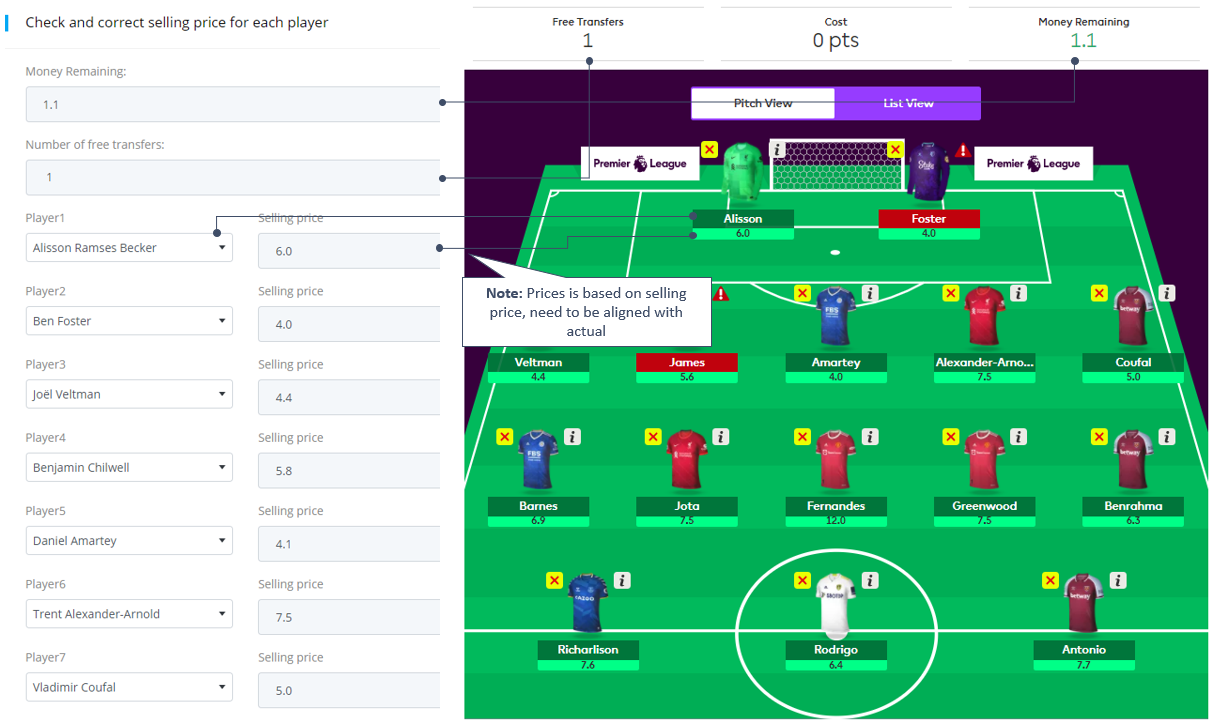 Check and correct selling price for each player
Money Remaining:
1.1
Number of free transfers:
1
Player1
Selling price
Alisson Ramses Becker
6.0
Player2
Selling price
Ben Foster
4.0
Player3
Selling price
Joël Veltman
4.4
Player4
Selling price
Benjamin Chilwell
5.8
Player5
Selling price
Daniel Amartey
4.1
Player6
Selling price
Trent Alexander-Arnold
7.5
Player7
Selling price
Vladimir Coufal
5.0
Free Transfers
1
Cost
0 pts
Money Remaining
1.1
Pitch View
List View
Premier League
Premier League
Alisson
6.0
Foster
4.0
Note: Prices is based on selling
price, need to be aligned with
actual
FBS
betway
Veltman
4.4
James
5.6
Amartey
4.0
Alexander-Arno...
7.5
Coufal
5.0
FBS
betway
Barnes
6.9
Jota
7.5
Fernandes
12.0
Greenwood
7.5
Benrahma
6.3
CAZOO
betway
Richarlison
7.6
Rodrigo
6.4
Antonio
7.7